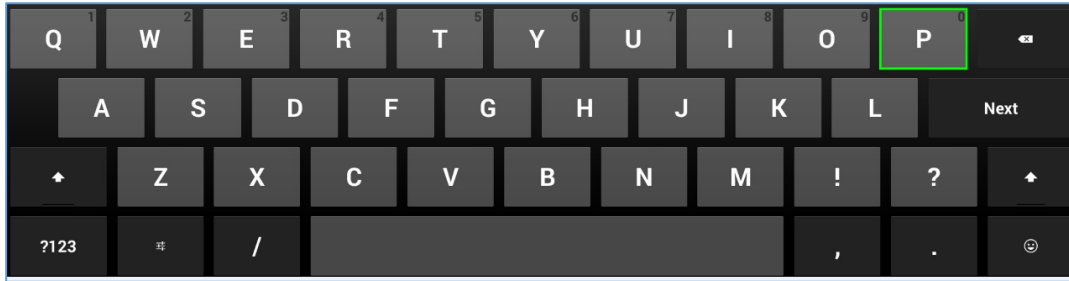 Q 1 W 2 E 3 R 4 T 5 Y 6 U 7 I 8 O 9 P 0
A S D F G H J K L Next
Z X C V B N M ! ?
?123 / , .